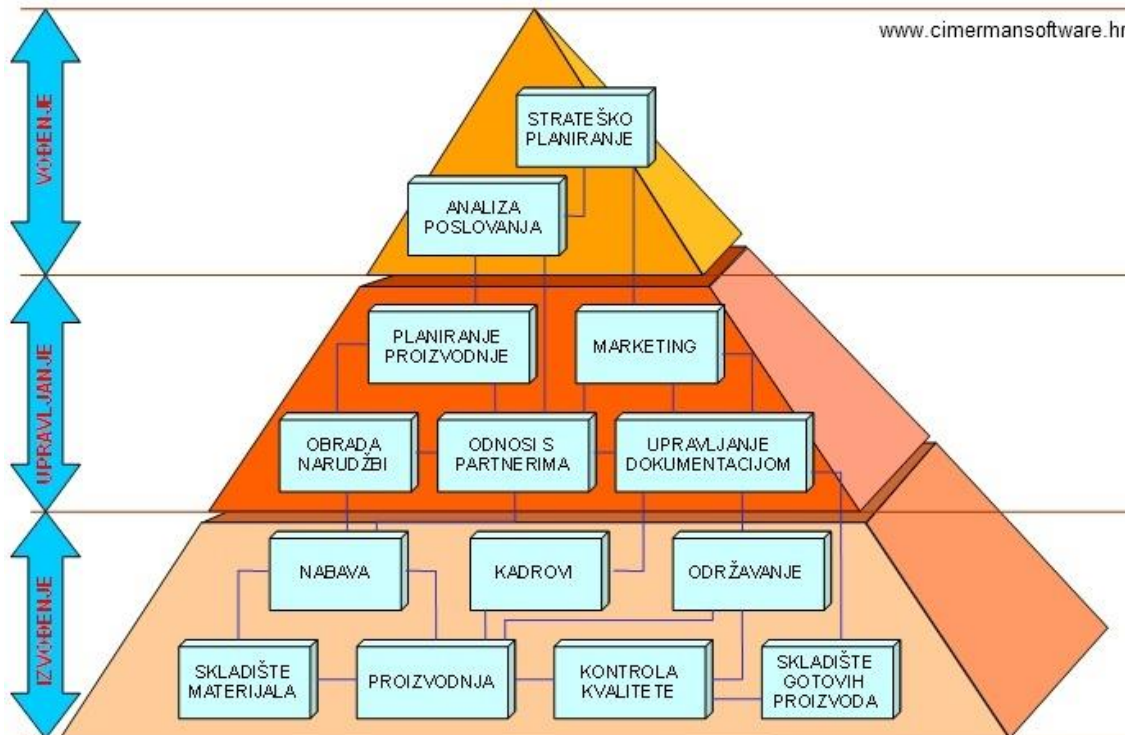 www.cimermansoftware.hr
VOĐENJE
STRATEŠKO
PLANIRANJE
ANALIZA
POSLOVANJA
UPRAVLJANJE
PLANIRANJE
PROIZVODNJE
MARKETING
OBRADA
NARUDŽBI
ODNOSI S
PARTNERIMA
UPRAVLJANJE
DOKUMENTACIJOM
IZVOĐENJE
NABAVA
KADROVI
ODRŽAVANJE
SKLADIŠTE
MATERIJALA
PROIZVODNJA
KONTROLA
KVALITETE
SKLADIŠTE
GOTOVIH
PROIZVODA